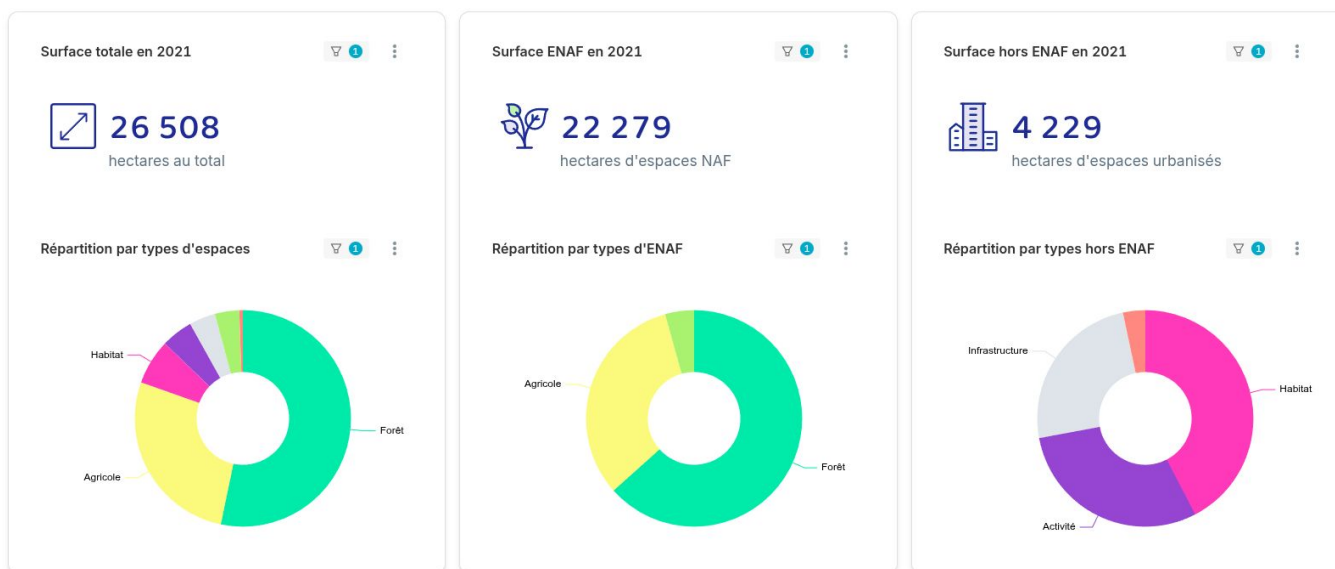 Surface totale en 2021
1
26 508
hectares au total
Répartition par types d'espaces
1
Habitat
Forêt
Agricole
Surface ENAF en 2021
1
22 279
hectares d'espaces NAF
Répartition par types d'ENAF
1
Agricole
Forêt
Surface hors ENAF en 2021
1
4 229
hectares d'espaces urbanisés
Répartition par types hors ENAF
1
Infrastructure
Habitat
Activité